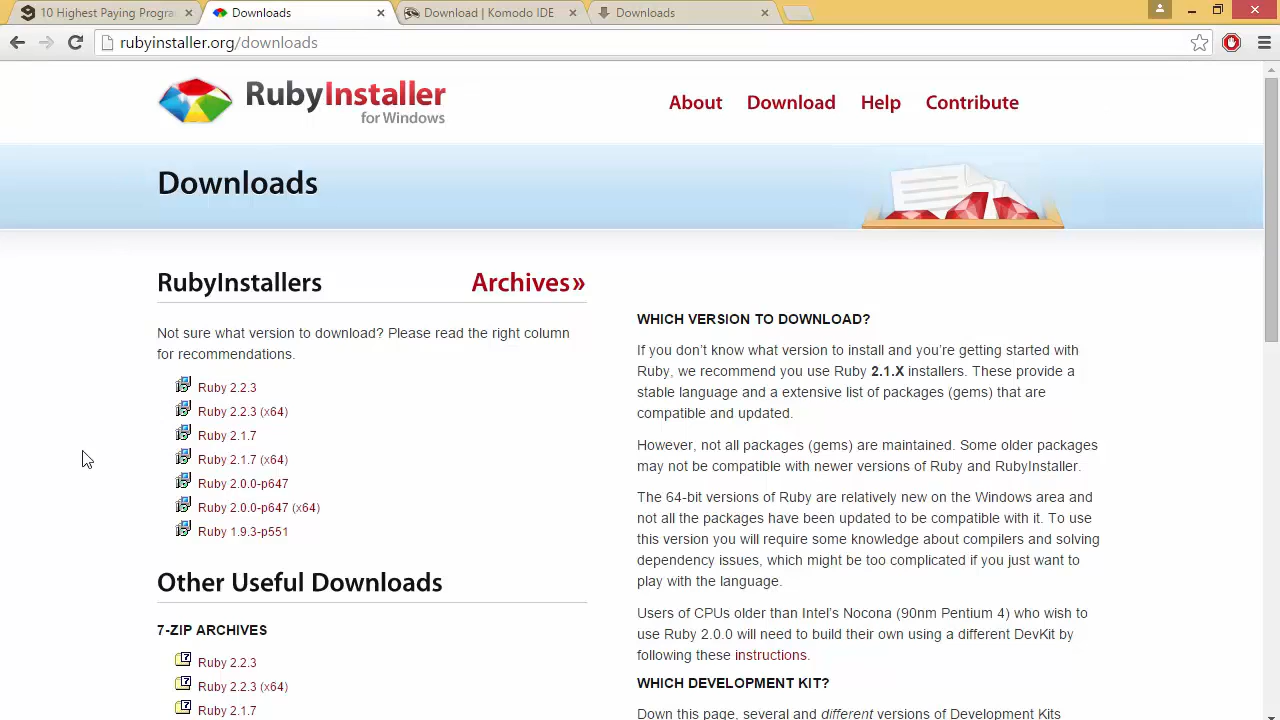 10 Highest Paying Progra
Downloads
Download | Komodo IDE
Downloads
rubyinstaller.org/downloads
RubyInstaller
for Windows
About
Download
Help
Contribute
Downloads
RubyInstallers
Archives»
Not sure what version to download? Please read the right column
for recommendations.
Ruby 2.2.3
Ruby 2.2.3 (x64)
Ruby 2.1.7
Ruby 2.1.7 (x64)
Ruby 2.0.0-p647
Ruby 2.0.0-p647 (x64)
Ruby 1.9.3-p551
Other Useful Downloads
7-ZIP ARCHIVES
Ruby 2.2.3
Ruby 2.2.3 (x64)
Ruby 2.1.7
WHICH VERSION TO DOWNLOAD?
If you don’t know what version to install and you’re getting started with
Ruby, we recommend you use Ruby 2.1.X installers. These provide a
stable language and a extensive list of packages (gems) that are
compatible and updated.
However, not all packages (gems) are maintained. Some older packages
may not be compatible with newer versions of Ruby and RubyInstaller.
The 64-bit versions of Ruby are relatively new on the Windows area and
not all the packages have been updated to be compatible with it. To use
this version you will require some knowledge about compilers and solving
dependency issues, which might be too complicated if you just want to
play with the language.
Users of CPUs older than Intel’s Nocona (90nm Pentium 4) who wish to
use Ruby 2.0.0 will need to build their own using a different DevKit by
following these instructions.
WHICH DEVELOPMENT KIT?
Down this page, several and different versions of Development Kits